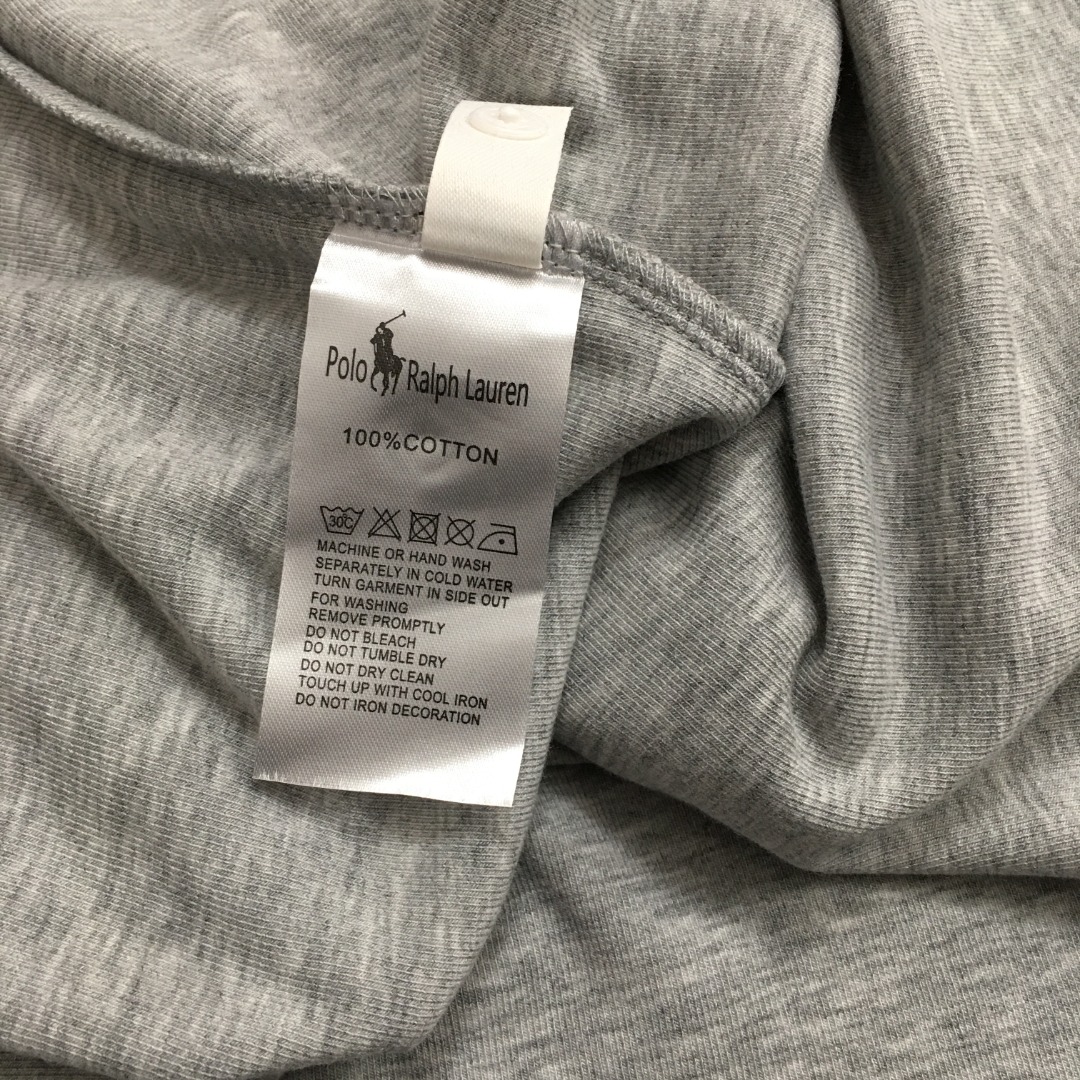 Polo Ralph Lauren
100%COTTON
30C
MACHINE OR HAND WASH
SEPARATELY IN COLD WATER
TURN GARMENT IN SIDE OUT
FOR WASHING
REMOVE PROMPTLY
DO NOT BLEACH
DO NOT TUMBLE DRY
DO NOT DRY CLEAN
TOUCH UP WITH COOL IRON
DO NOT IRON DECORATION